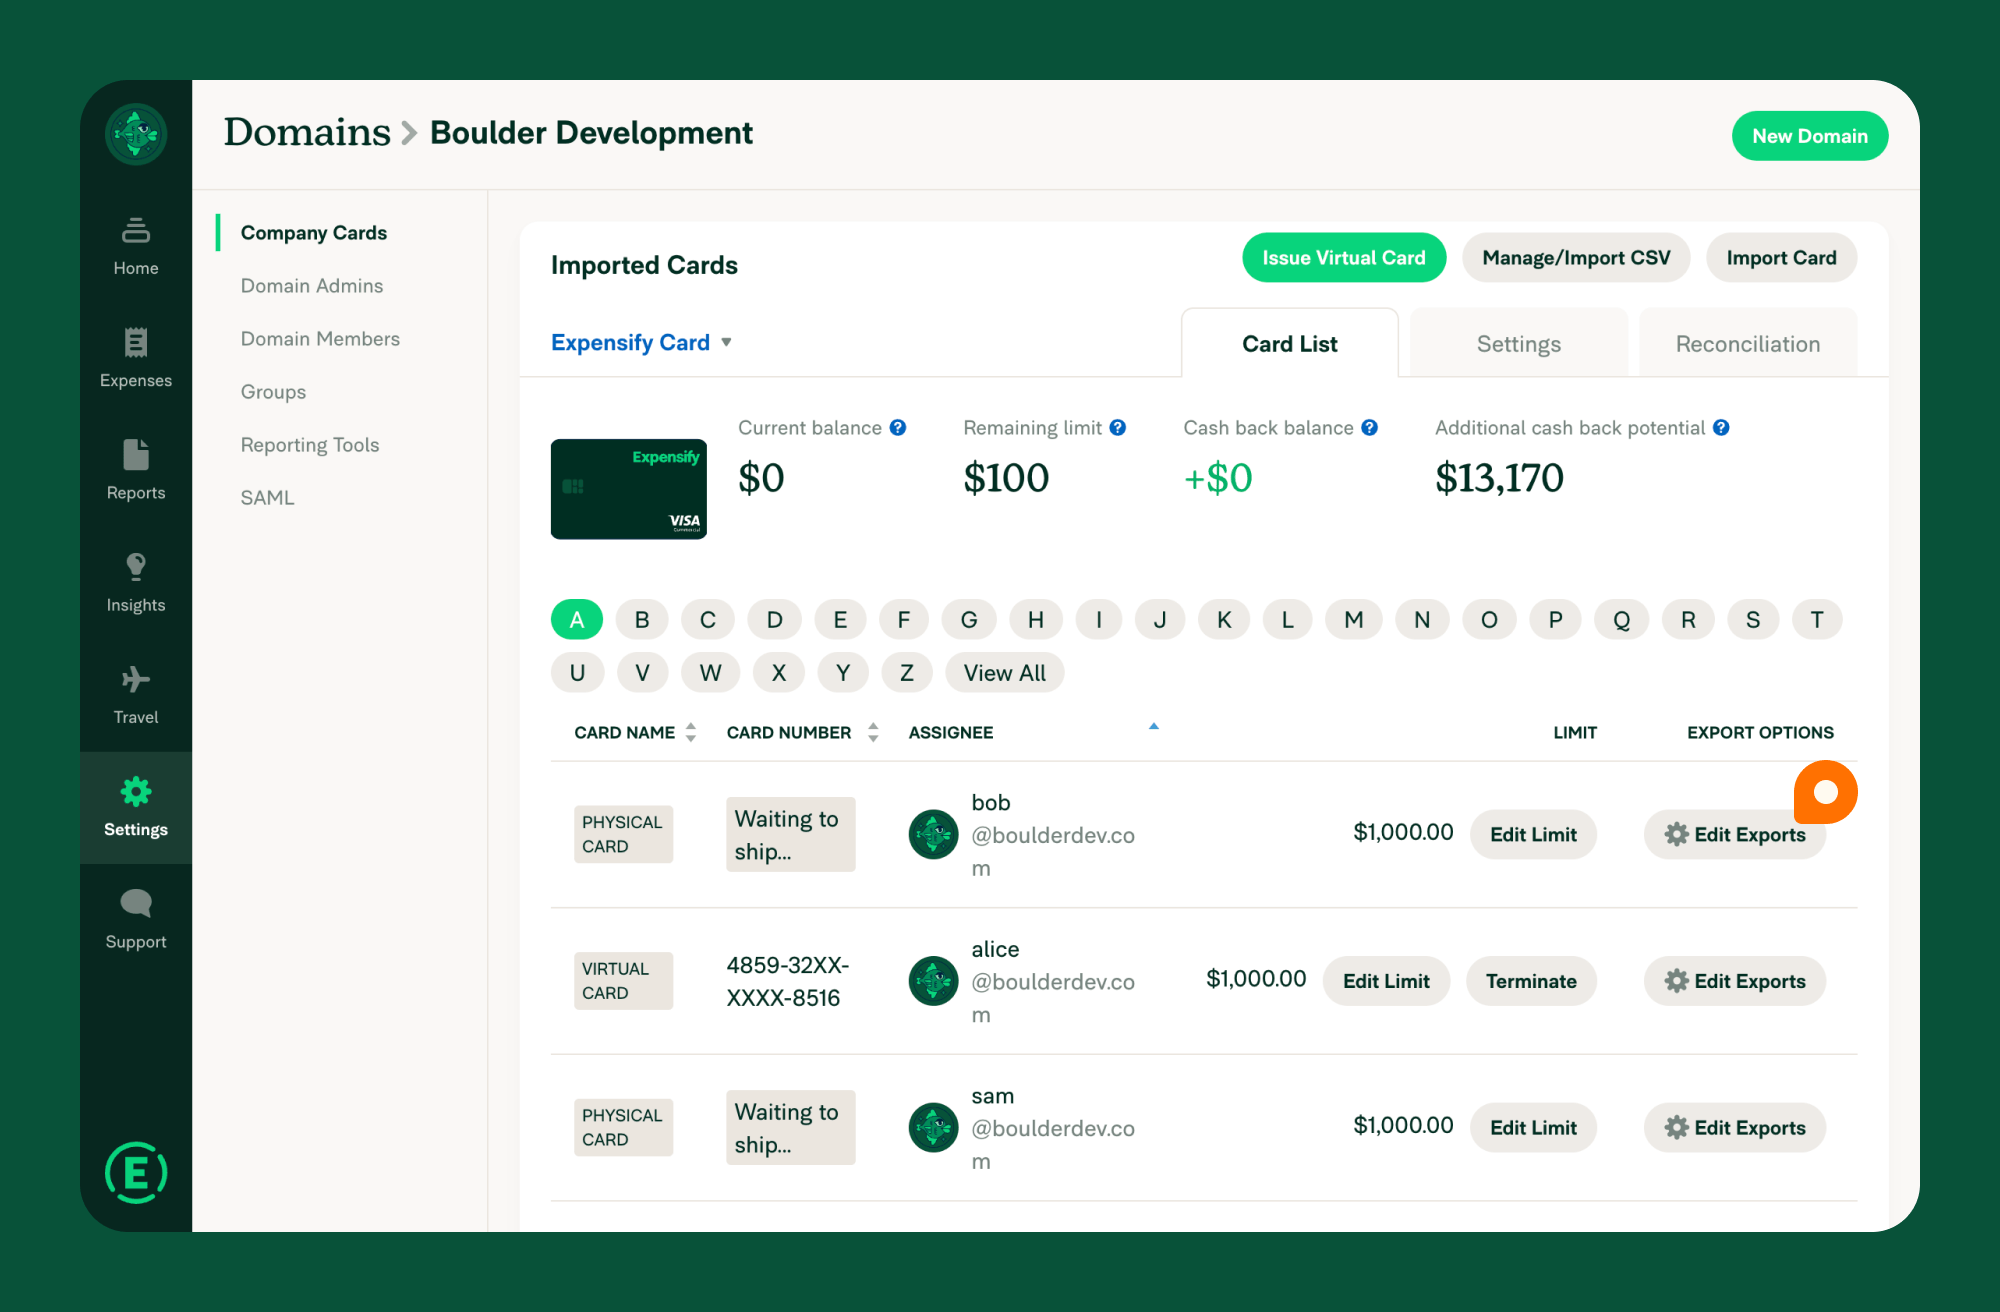 Domains > Boulder Development
New Domain
Home
Expenses
Reports
Insights
Travel
Settings
Support
E
Company Cards
Domain Admins
Domain Members
Groups
Reporting Tools
SAML
Imported Cards
Issue Virtual Card
Manage/Import CSV
Import Card
Expensify Card
Card List
Settings
Reconciliation
Expensify
VISA
Current balance ?
$0
Remaining limit ?
$100
Cash back balance ?
+$0
Additional cash back potential ?
$13,170
A B C D E F G H I J K L M N O P Q R S T
U V W X Y Z View All
CARD NAME CARD NUMBER ASSIGNEE LIMIT EXPORT OPTIONS
PHYSICAL
CARD
Waiting to
ship...
bob
@boulderdev.co
m
$1,000.00
Edit Limit
Edit Exports
VIRTUAL
CARD
4859-32XX-
XXXX-8516
alice
@boulderdev.co
m
$1,000.00
Edit Limit
Terminate
Edit Exports
PHYSICAL
CARD
Waiting to
ship...
sam
@boulderdev.co
m
$1,000.00
Edit Limit
Edit Exports